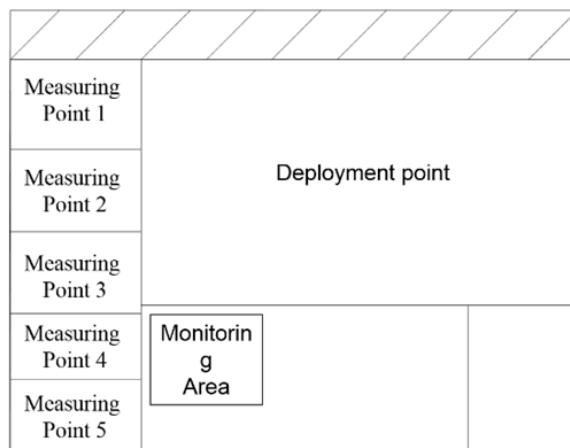 Measuring
Point 1
Deployment point
Measuring
Point 2
Measuring
Point 3
Monitorin
g
Area
Measuring
Point 4
Measuring
Point 5